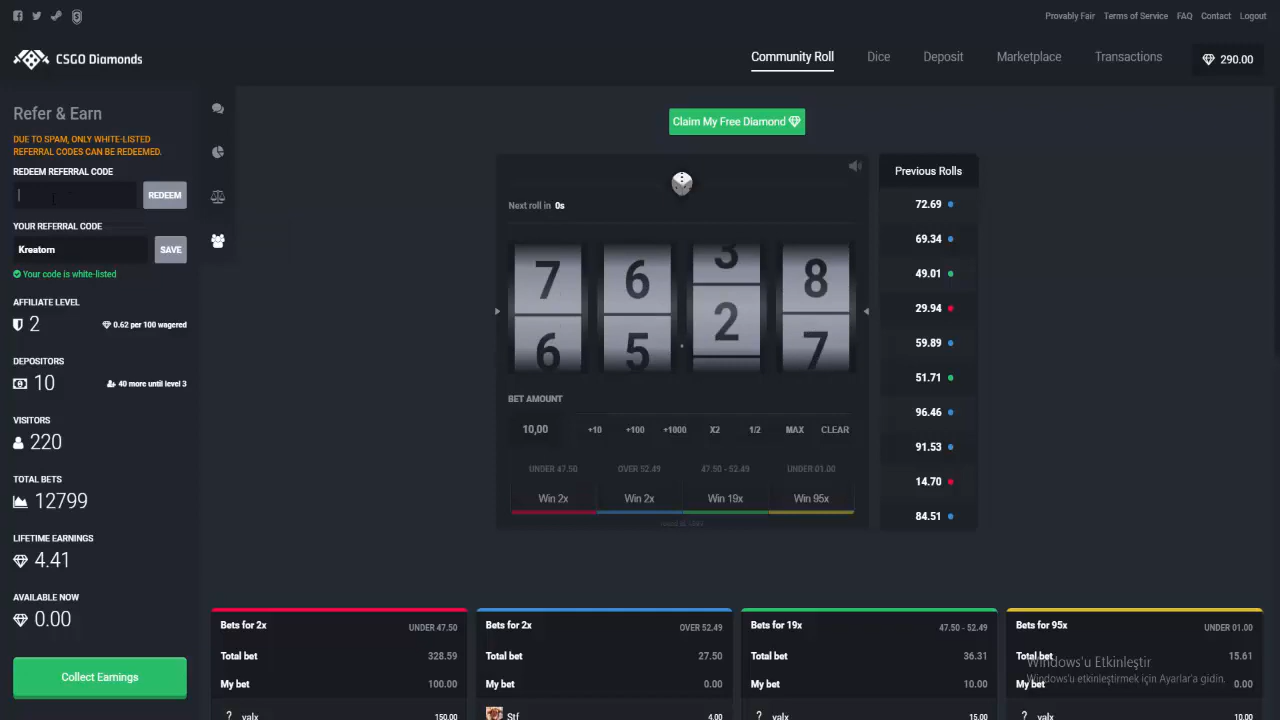 Provably Fair Terms of Service FAQ Contact Logout
CSGO Diamonds
Community Roll Dice Deposit Marketplace Transactions 290.00
Refer & Earn
DUE TO SPAM, ONLY WHITE-LISTED
REFERRAL CODES CAN BE REDEEMED.
REDEEM REFERRAL CODE
REDEEM
YOUR REFERRAL CODE
Kreatorn SAVE
Your code is white-listed
AFFILIATE LEVEL
2 0.62 per 100 wagered
DEPOSITORS
10 40 more until level 3
VISITORS
220
TOTAL BETS
12799
LIFETIME EARNINGS
4.41
AVAILABLE NOW
0.00
Collect Earnings
Claim My Free Diamond
Next roll in 0s
3
7 6 8
2
6 5 . 7
BET AMOUNT
10,00 +10 +100 +1000 X2 1/2 MAX CLEAR
UNDER 47.50 OVER 52.49 47.50 - 52.49 UNDER 01.00
Win 2x Win 2x Win 19x Win 95x
Previous Rolls
72.69
69.34
49.01
29.94
59.89
51.71
96.46
91.53
14.70
84.51
Bets for 2x UNDER 47.50
Total bet 328.59
My bet 100.00
? valx 150.00
Bets for 2x OVER 52.49
Total bet 27.50
My bet 0.00
Stf 4.00
Bets for 19x 47.50 - 52.49
Total bet 36.31
My bet 10.00
? valx 15.00
Bets for 95x UNDER 01.00
Total bet 15.61
My bet 0.00
? valx 10.00
Windows'u Etkinleştir
Windows'u etkinleştirmek için Ayarlar'a gidin.